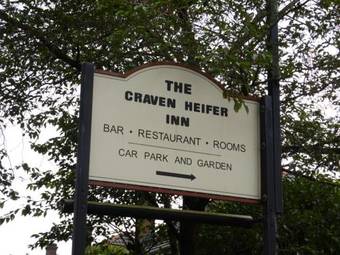 THE
CRAVEN HEIFER
INN
BAR • RESTAURANT • ROOMS
CAR PARK AND GARDEN